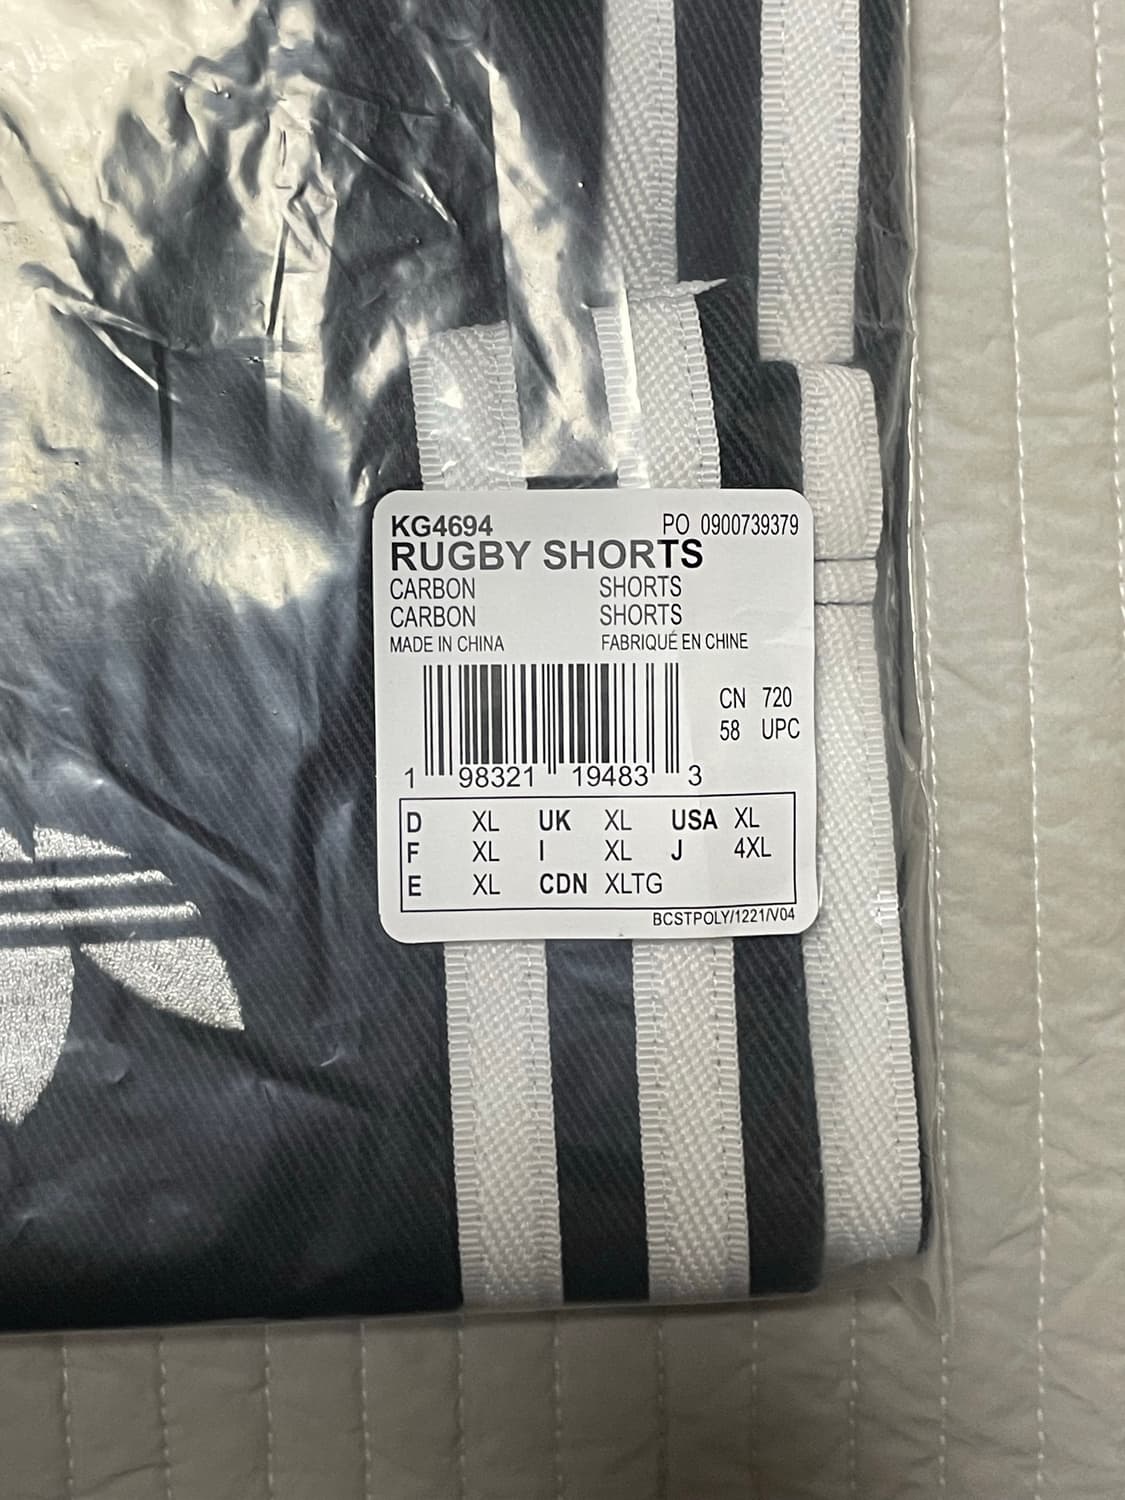 KG4694 PO 0900739379
RUGBY SHORTS
CARBON SHORTS
CARBON SHORTS
MADE IN CHINA FABRIQUÉ EN CHINE
CN 720
58 UPC
1 98321 19483 3
D XL UK XL USA XL
F XL I XL J 4XL
E XL CDN XLTG
BCSTPOLY/1221/V04